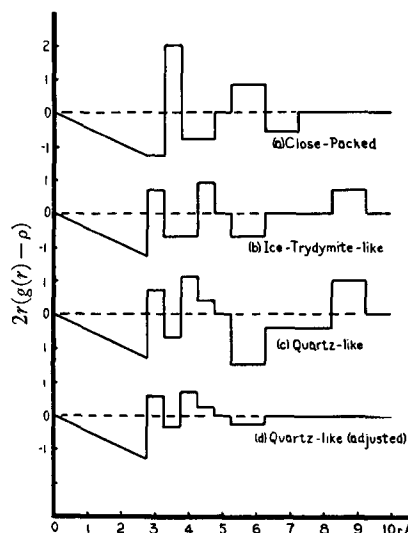 2r(g(r) − ρ)
2
1
0
-1
(a) Close-Packed
1
0
-1
(b) Ice-Trydymite-like
1
0
1
(c) Quartz-like
1
0
-1
(d) Quartz-like (adjusted)
0 1 2 3 4 5 6 7 8 9 10 r